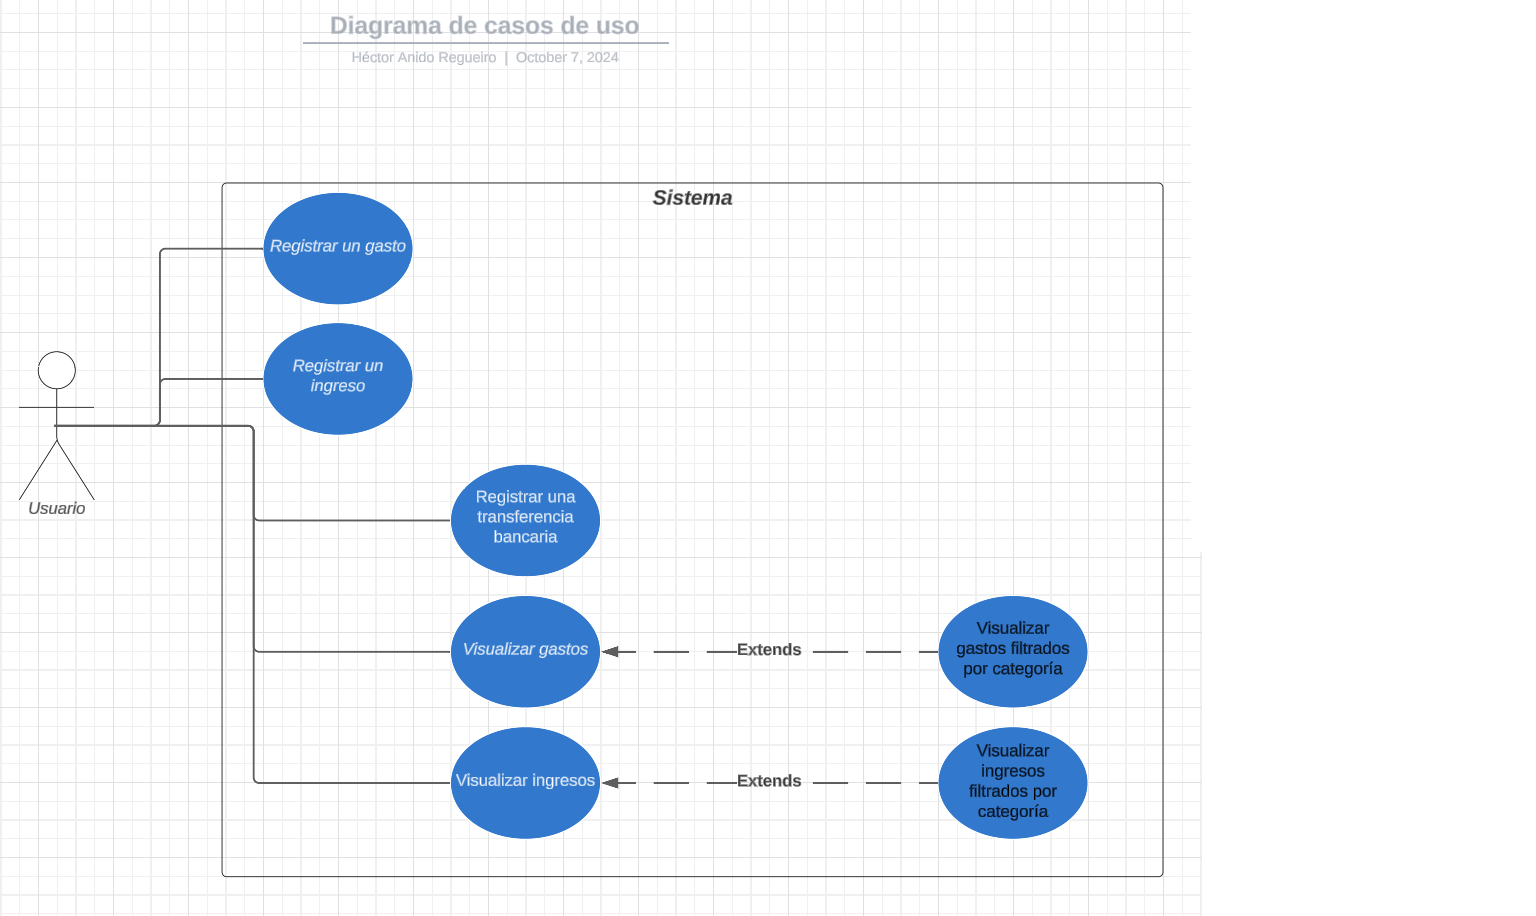 Diagrama de casos de uso
Héctor Anido Regueiro | October 7, 2024
Sistema
Registrar un gasto
Registrar un
ingreso
Usuario
Registrar una
transferencia
bancaria
Visualizar gastos
Extends
Visualizar
gastos filtrados
por categoría
Visualizar ingresos
Extends
Visualizar
ingresos
filtrados por
categoría